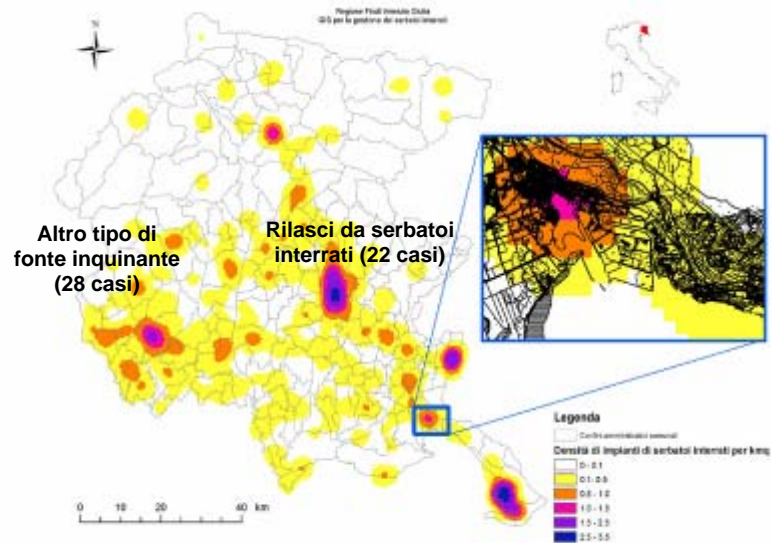 Regione Friuli Venezia Giulia
GIS per la gestione dei serbatoi interrati
N
Altro tipo di
fonte inquinante
(28 casi)
Rilasci da serbatoi
interrati (22 casi)
0 10 20 40 km
Legenda
Confini amministrativi comunali
Densità di impianti di serbatoi interrati per kmq
0 - 0.1
0.1 - 0.5
0.5 - 1.0
1.0 - 1.5
1.5 - 2.5
2.5 - 5.5